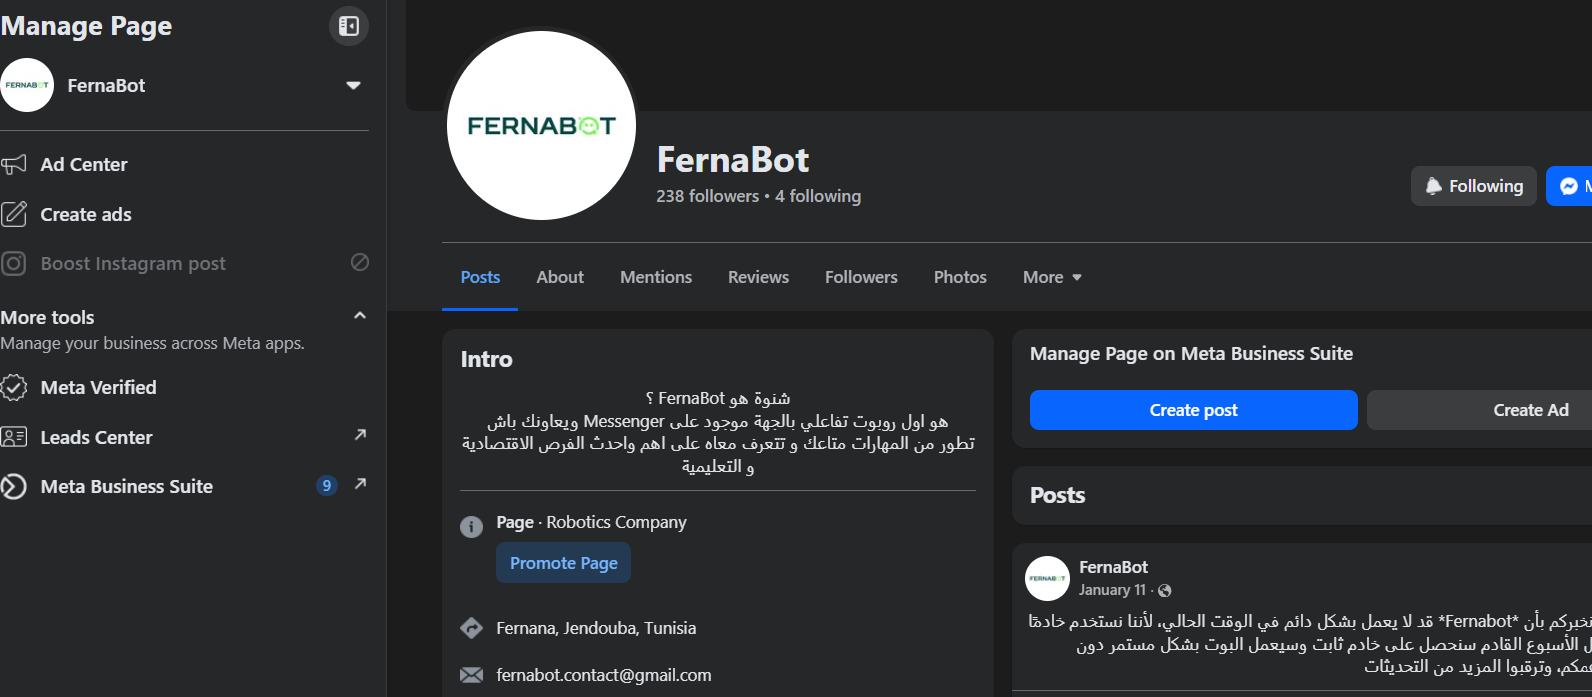 Manage Page
FERNABOT
FernaBot
Ad Center
Create ads
Boost Instagram post
More tools
Manage your business across Meta apps.
Meta Verified
Leads Center
Meta Business Suite
9
FERNABOT
FernaBot
238 followers • 4 following
Following
M
Posts
About
Mentions
Reviews
Followers
Photos
More
Intro
شنوة هو FernaBot ؟
هو اول روبوت تفاعلي بالجهة موجود على Messenger ويعاونك باش
تطور من المهارات متاعك و تتعرف معاه على اهم واحدث الفرص الاقتصادية
و التعليمية
Page · Robotics Company
Promote Page
Fernana, Jendouba, Tunisia
fernabot.contact@gmail.com
Manage Page on Meta Business Suite
Create post
Create Ad
Posts
FERNABOT
FernaBot
January 11 ·
نخبركم بأن *Fernabot* قد لا يعمل بشكل دائم في الوقت الحالي، لأننا نستخدم خادمًا
ل الأسبوع القادم سنحصل على خادم ثابت وسيعمل البوت بشكل مستمر دون
مكم، وترقبوا المزيد من التحديثات